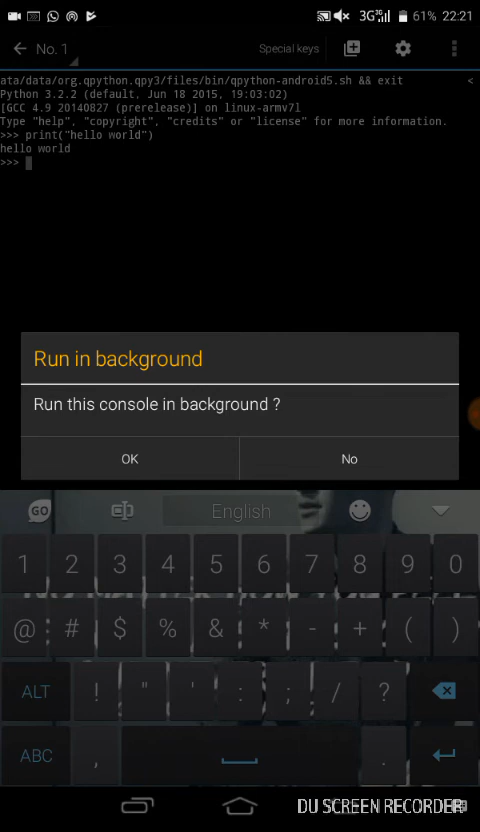 3G 3G 61% 22:21
No. 1 Special keys
ata/data/org.qpython.qpy3/files/bin/qpython-android5.sh && exit <
Python 3.2.2 (default, Jun 18 2015, 19:03:02)
[GCC 4.9 20140827 (prerelease)] on linux-armv7l
Type "help", "copyright", "credits" or "license" for more information.
>>> print("hello world")
hello world
>>>
Run in background
Run this console in background ?
OK No
GO English
1 2 3 4 5 6 7 8 9 0
@ # $ % & * - + ( )
ALT ! " ' : ; / ?
ABC , .
DU SCREEN RECORDER